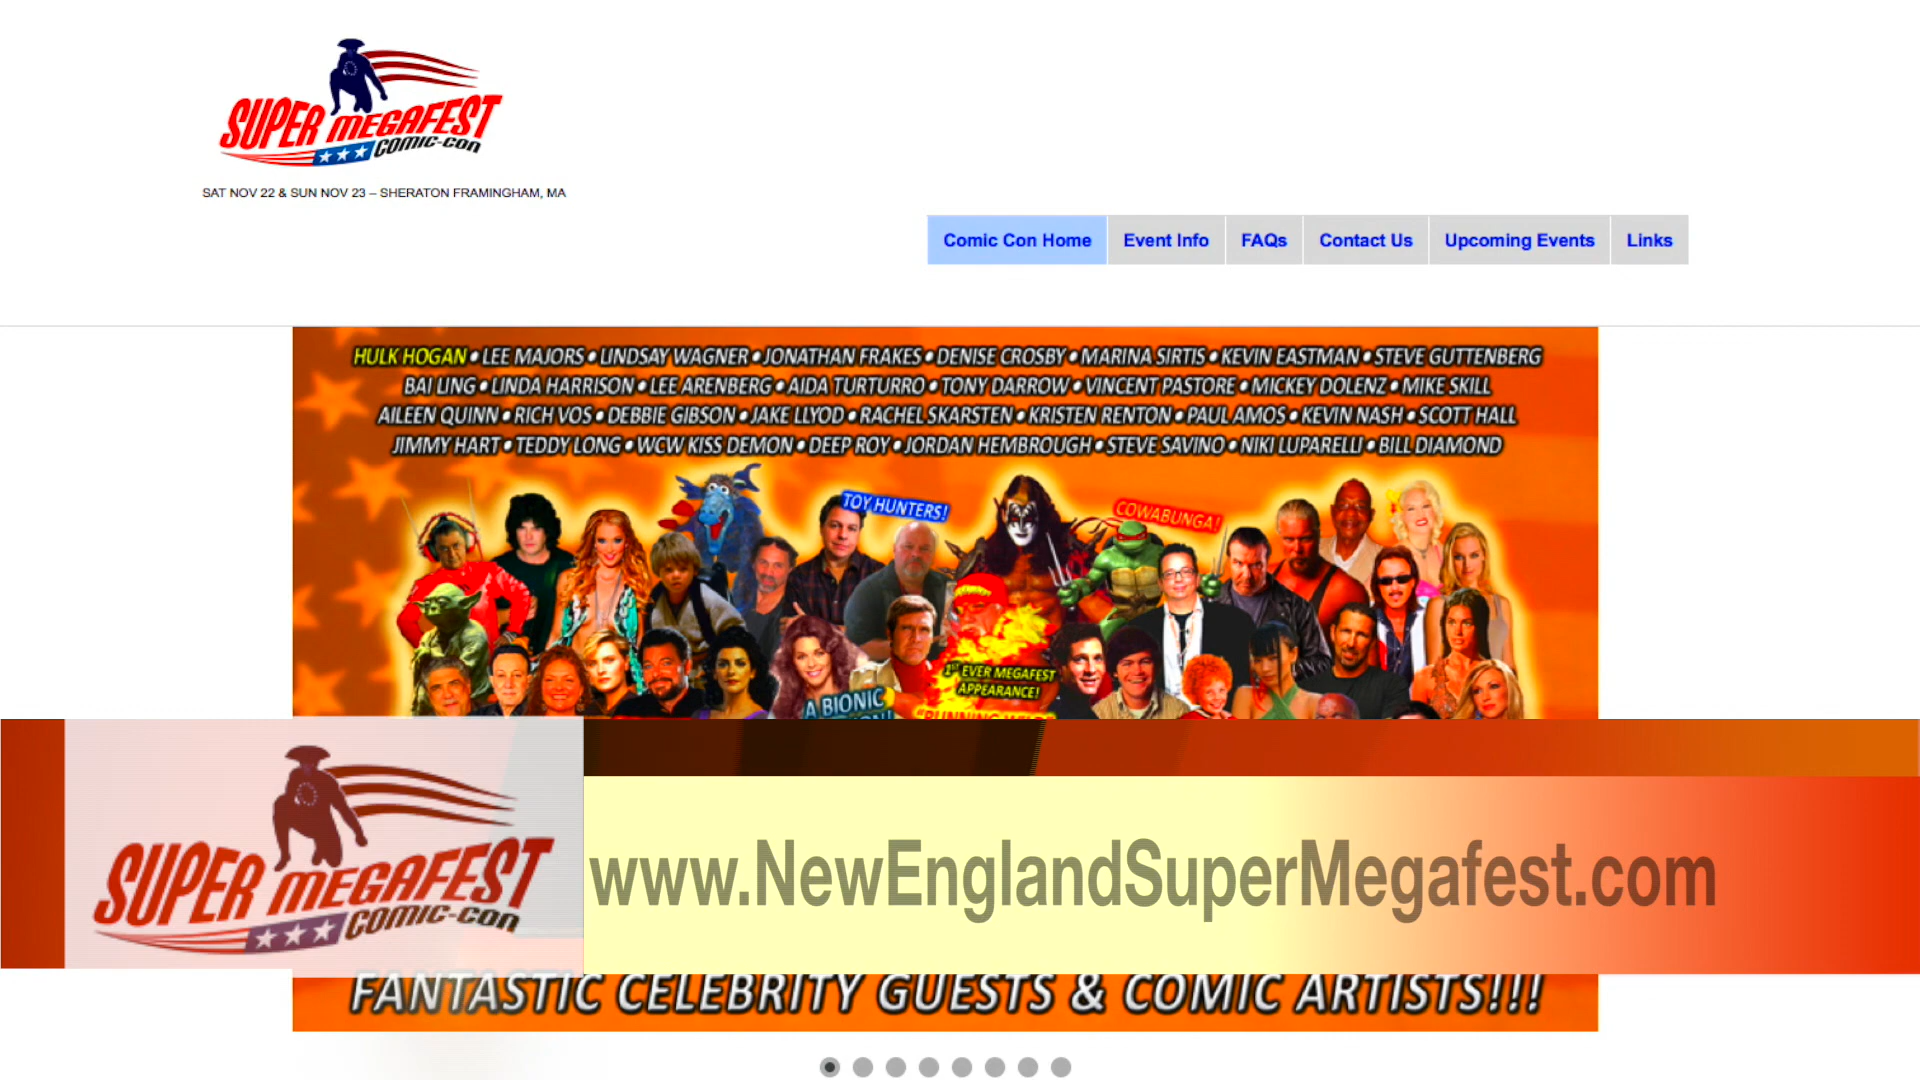 SUPER MEGAFEST
COMIC-CON
SAT NOV 22 & SUN NOV 23 – SHERATON FRAMINGHAM, MA
Comic Con Home Event Info FAQs Contact Us Upcoming Events Links
HULK HOGAN • LEE MAJORS • LINDSAY WAGNER • JONATHAN FRAKES • DENISE CROSBY • MARINA SIRTIS • KEVIN EASTMAN • STEVE GUTTENBERG
BAI LING • LINDA HARRISON • LEE ARENBERG • AIDA TURTURRO • TONY DARROW • VINCENT PASTORE • MICKEY DOLENZ • MIKE SKILL
AILEEN QUINN • RICH VOS • DEBBIE GIBSON • JAKE LLYOD • RACHEL SKARSTEN • KRISTEN RENTON • PAUL AMOS • KEVIN NASH • SCOTT HALL
JIMMY HART • TEDDY LONG • WCW KISS DEMON • DEEP ROY • JORDAN HEMBROUGH • STEVE SAVINO • NIKI LUPARELLI • BILL DIAMOND
TOY HUNTERS!
COWABUNGA!
1ST EVER MEGAFEST
APPEARANCE!
A BIONIC
"RUNNING WILD"
SUPER MEGAFEST
COMIC-CON
www.NewEnglandSuperMegafest.com
FANTASTIC CELEBRITY GUESTS & COMIC ARTISTS!!!